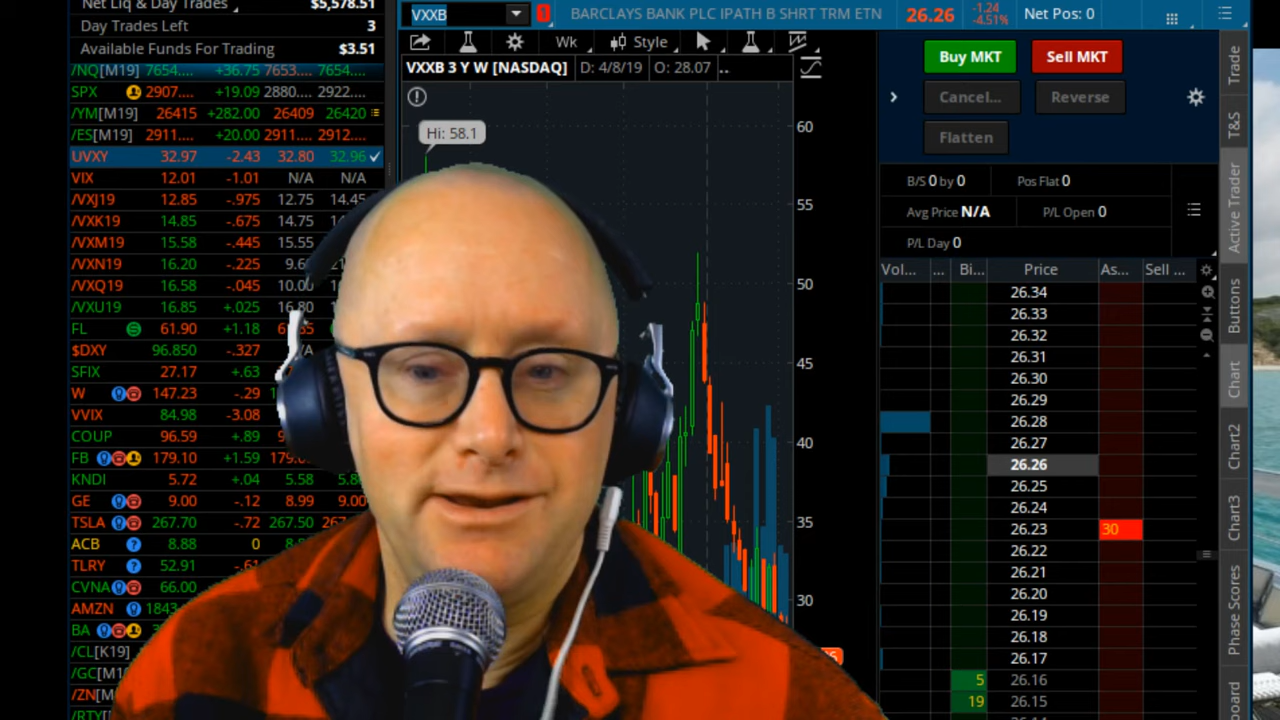 Net Liq & Day Trades $5,578.51
Day Trades Left 3
Available Funds For Trading $3.51
/NQ[M19] 7654.... +36.75 7653.... 7654....
SPX 2907.... +19.09 2880.... 2922....
/YM[M19] 26415 +282.00 26409 26420
/ES[M19] 2911.... +20.00 2911.... 2912....
UVXY 32.97 -2.43 32.80 32.96
VIX 12.01 -1.01 N/A N/A
/VXJ19 12.85 -.975 12.75 14.45
/VXK19 14.85 -.675 14.75
/VXM19 15.58 -.445 15.55
/VXN19 16.20 -.225
/VXQ19 16.58 -.045
/VXU19 16.85 +.025 16.80
FL 61.90 +1.18
$DXY 96.850 -.327
SFIX 27.17 +.63
W 147.23 -.29
VVIX 84.98 -3.08
COUP 96.59 +.89
FB 179.10 +1.59
KNDI 5.72 +.04 5.58
GE 9.00 -.12 8.99 9.00
TSLA 267.70 -.72 267.50
ACB 8.88 0
TLRY 52.91
CVNA 66.00
AMZN 1843....
BA
/CL[K19]
/GC[M1
/ZN[M
/RTY
VXXB BARCLAYS BANK PLC IPATH B SHRT TRM ETN 26.26 -1.24 -4.51% Net Pos: 0
Wk Style
VXXB 3 Y W [NASDAQ] D: 4/8/19 O: 28.07 ..
Hi: 58.1
60
55
50
45
40
35
30
Buy MKT Sell MKT
Cancel... Reverse
Flatten
B/S 0 by 0 Pos Flat 0
Avg Price N/A P/L Open 0
P/L Day 0
Vol... ... Bi... Price As... Sell ...
26.34
26.33
26.32
26.31
26.30
26.29
26.28
26.27
26.26
26.25
26.24
26.23 30
26.22
26.21
26.20
26.19
26.18
26.17
5 26.16
19 26.15
Trade
T&S
Active Trader
Buttons
Chart
Chart2
Chart3
Phase Scores